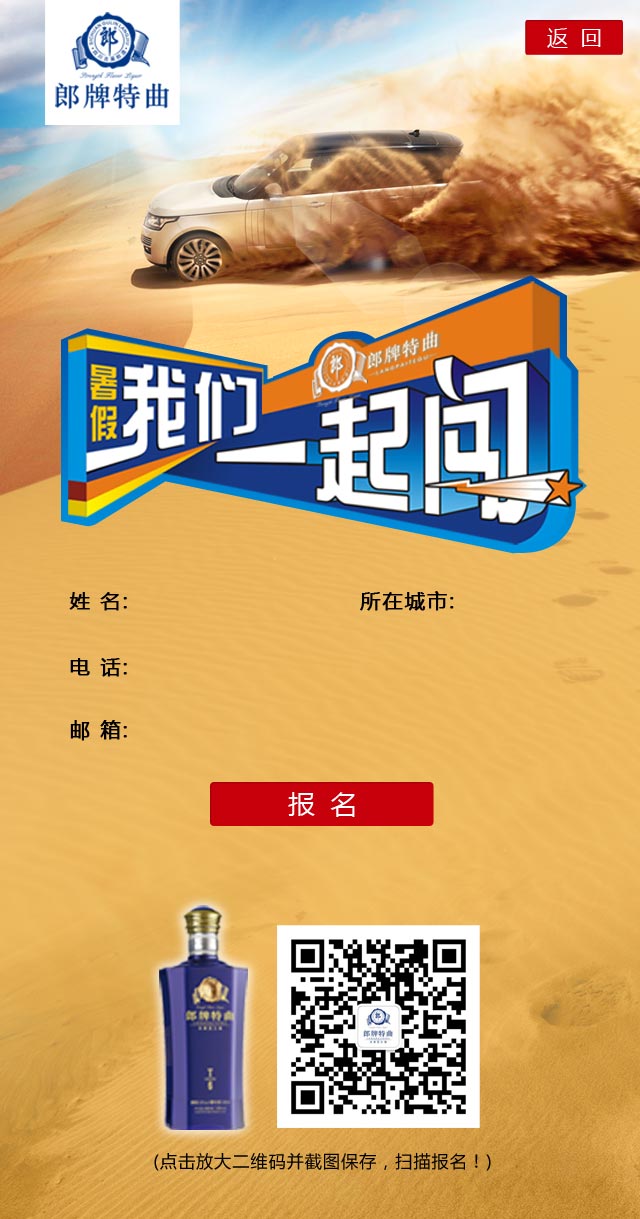 郎
Strength Flavor Liquor
郎牌特曲
返 回
暑假
我们
一起闯
郎
郎牌特曲
LANGPAITEQU
姓 名:
所在城市:
电 话:
邮 箱:
报 名
郎牌特曲
T
6
郎
郎牌特曲
(点击放大二维码并截图保存，扫描报名！)